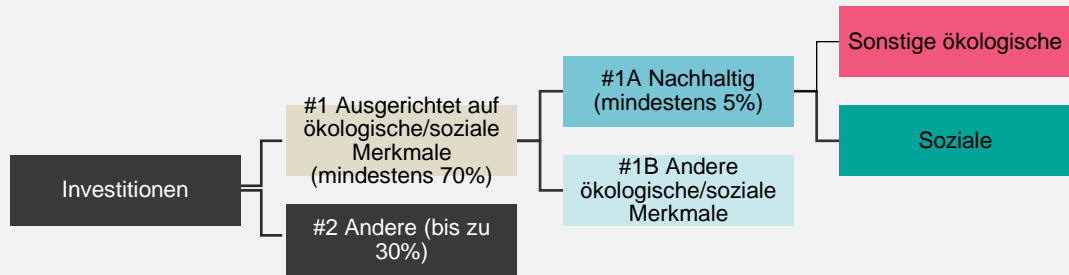 Investitionen
#1 Ausgerichtet auf
ökologische/soziale
Merkmale
(mindestens 70%)
#2 Andere (bis zu
30%)
#1A Nachhaltig
(mindestens 5%)
#1B Andere
ökologische/soziale
Merkmale
Sonstige ökologische
Soziale